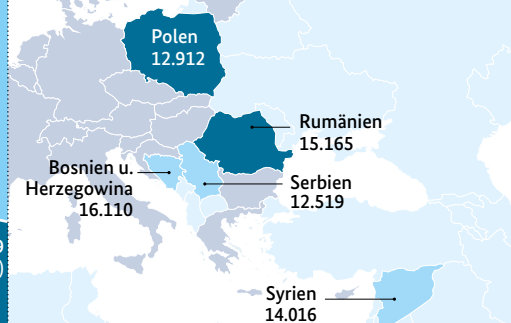 Polen
12.912
Rumänien
15.165
Bosnien u.
Herzegowina
16.110
Serbien
12.519
Syrien
14.016